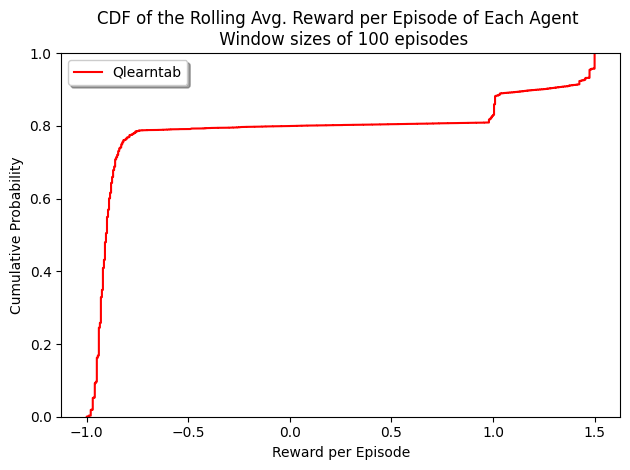 CDF of the Rolling Avg. Reward per Episode of Each Agent
Window sizes of 100 episodes
Qlearntab
1.0
0.8
0.6
0.4
0.2
0.0
Cumulative Probability
−1.0 −0.5 0.0 0.5 1.0 1.5
Reward per Episode